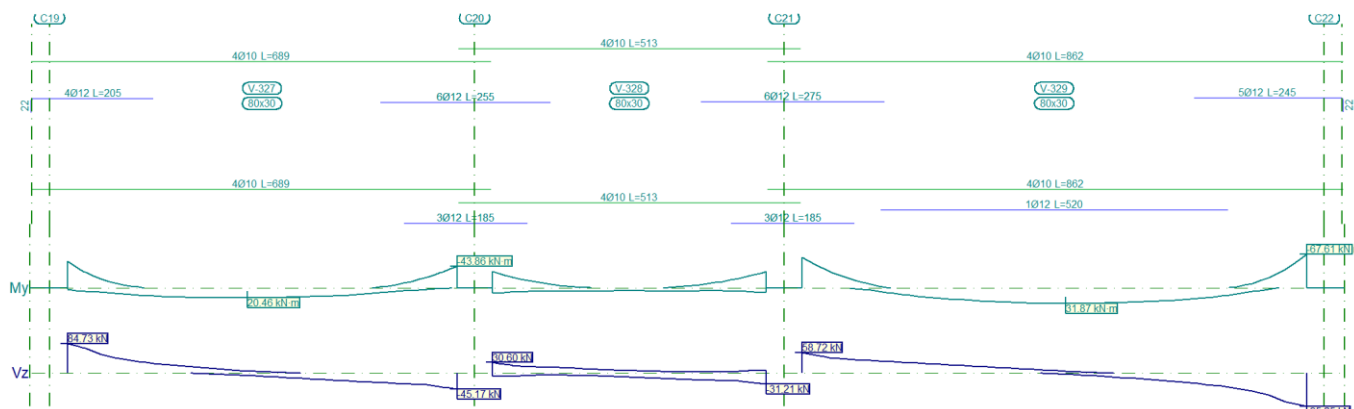 C19 C20 C21 C22
4Ø10 L=513
4Ø10 L=689 4Ø10 L=862
V-327 V-328 V-329
22 4Ø12 L=205 80x30 6Ø12 L=255 80x30 6Ø12 L=275 80x30 5Ø12 L=245 22
4Ø10 L=689 4Ø10 L=862
4Ø10 L=513
1Ø12 L=520
3Ø12 L=185 3Ø12 L=185
-43.86 kN·m -67.61 kN
My
20.46 kN·m 31.87 kN·m
84.73 kN 30.60 kN 58.72 kN
Vz
-45.17 kN -31.21 kN